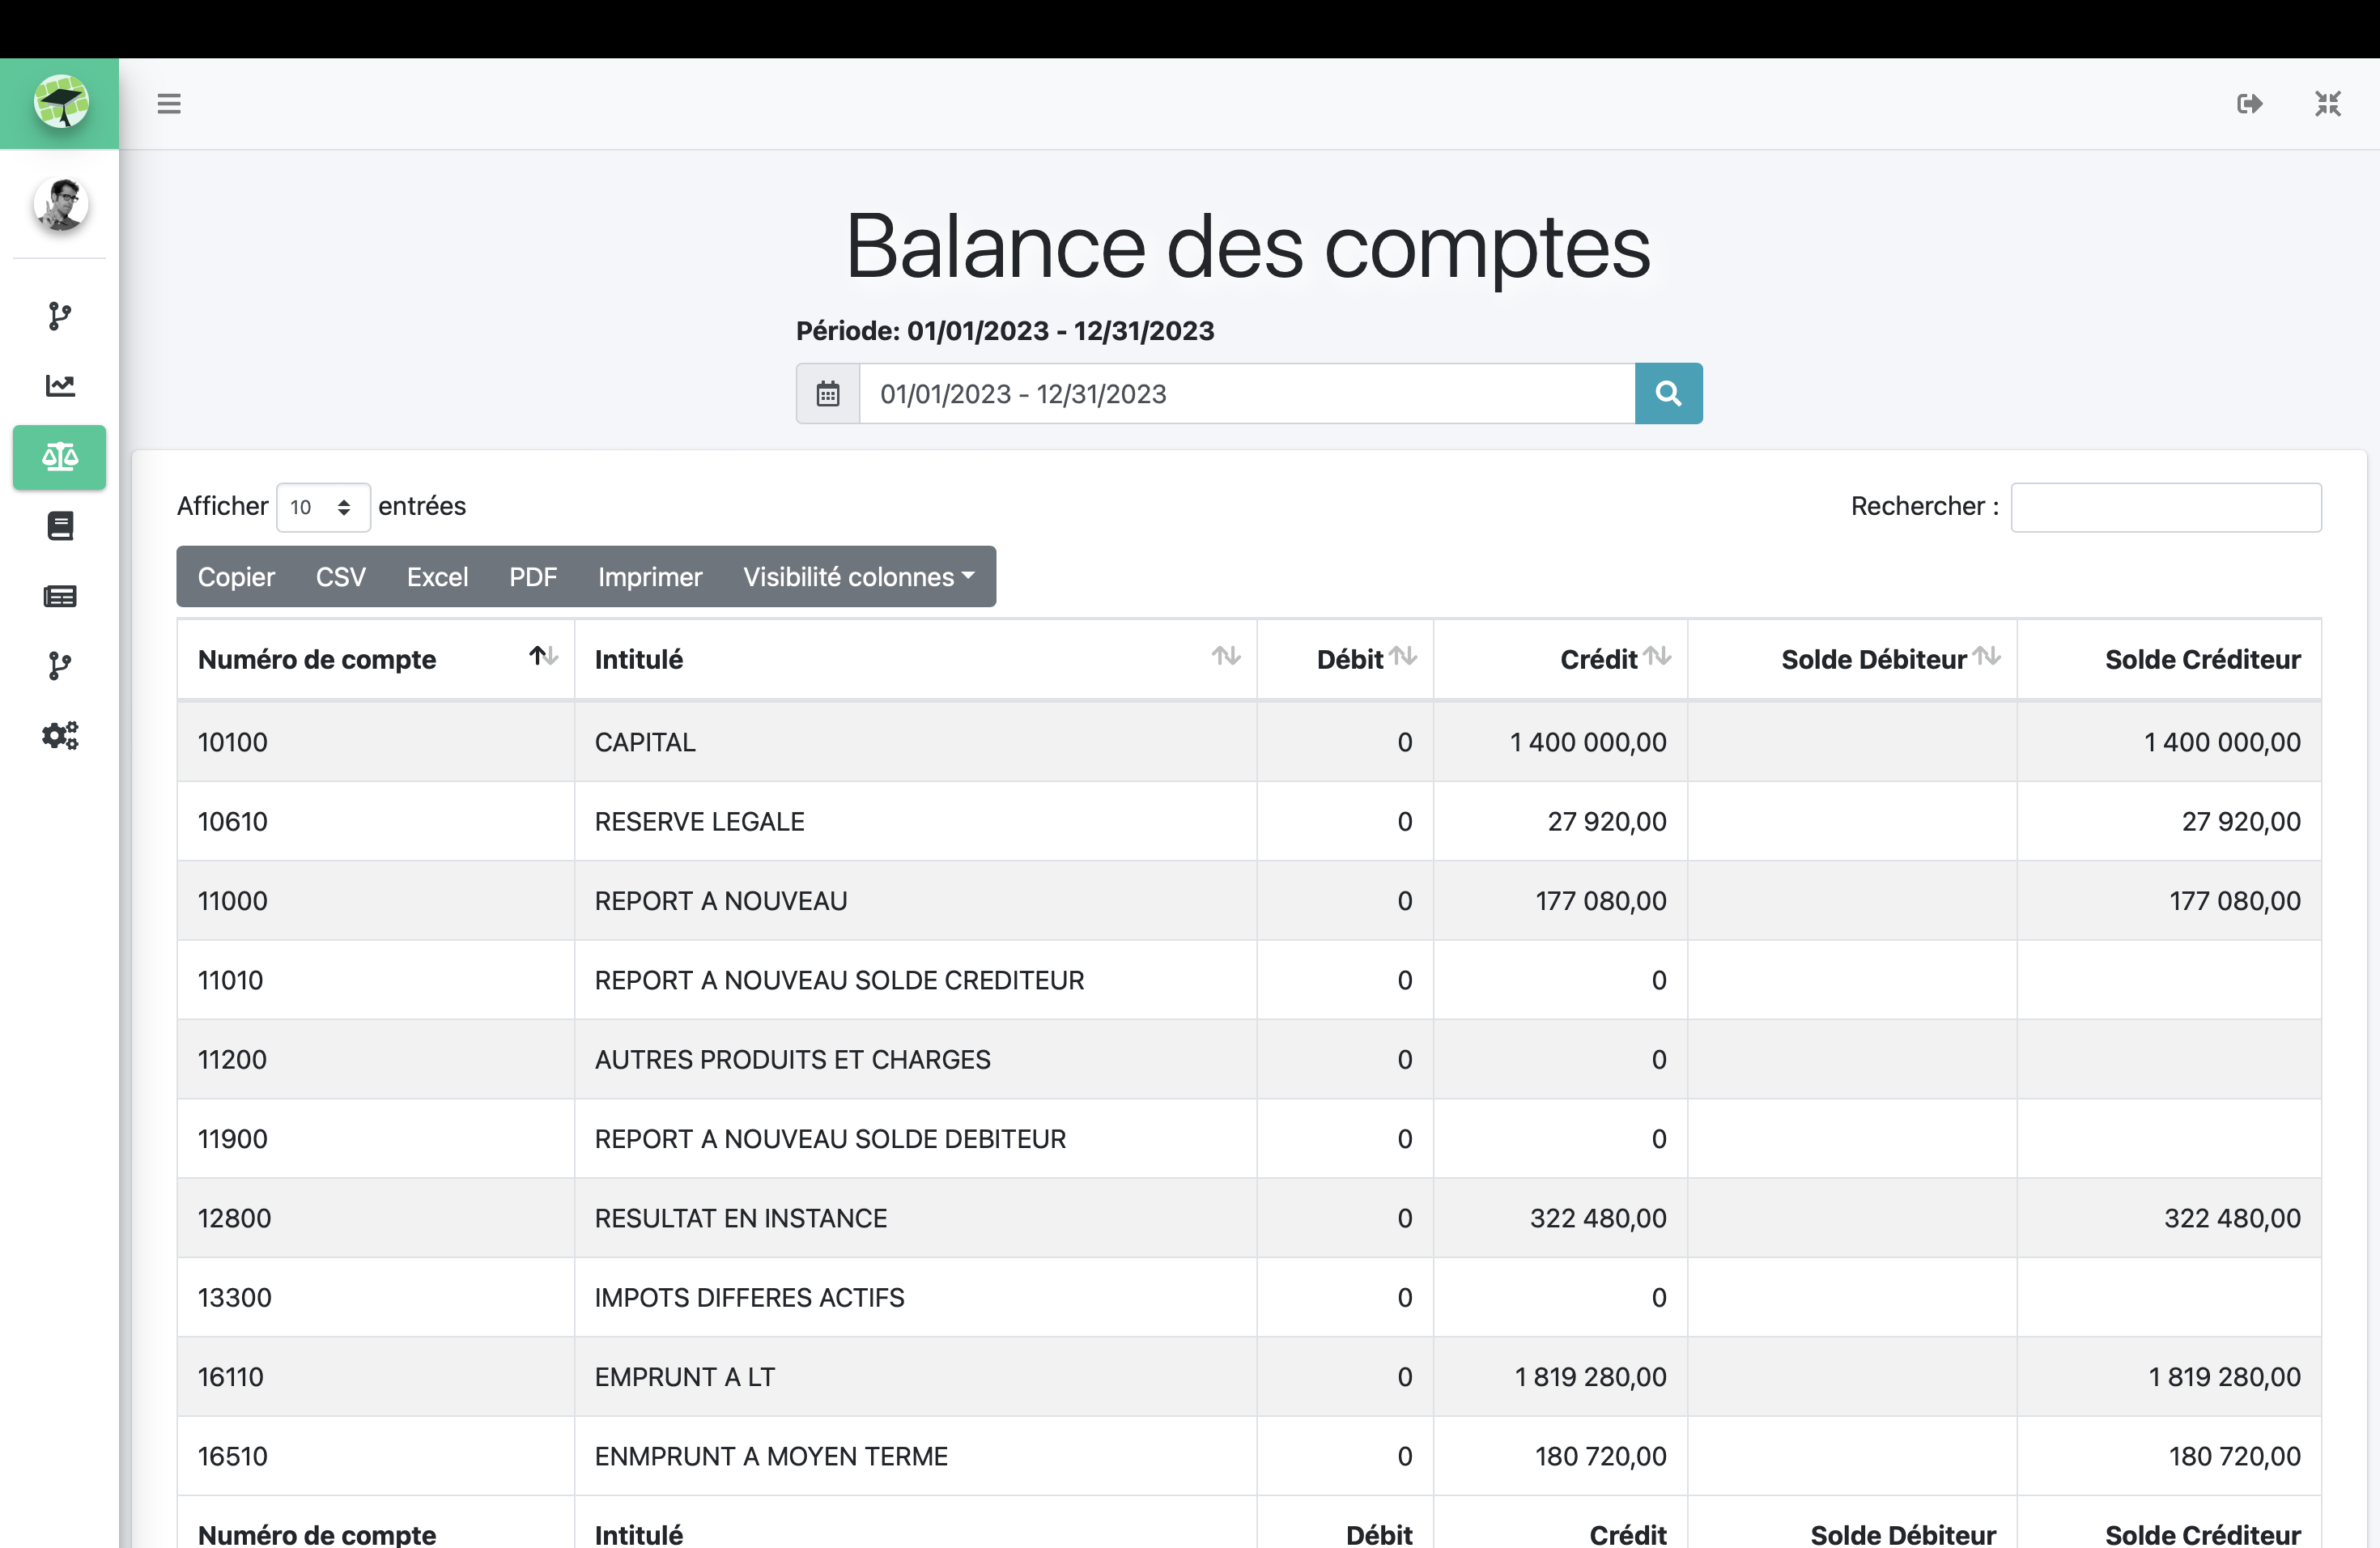 Balance des comptes
Période: 01/01/2023 - 12/31/2023
01/01/2023 - 12/31/2023
Afficher 10 entrées Rechercher :
Copier CSV Excel PDF Imprimer Visibilité colonnes
Numéro de compte Intitulé Débit Crédit Solde Débiteur Solde Créditeur
10100 CAPITAL 0 1 400 000,00 1 400 000,00
10610 RESERVE LEGALE 0 27 920,00 27 920,00
11000 REPORT A NOUVEAU 0 177 080,00 177 080,00
11010 REPORT A NOUVEAU SOLDE CREDITEUR 0 0
11200 AUTRES PRODUITS ET CHARGES 0 0
11900 REPORT A NOUVEAU SOLDE DEBITEUR 0 0
12800 RESULTAT EN INSTANCE 0 322 480,00 322 480,00
13300 IMPOTS DIFFERES ACTIFS 0 0
16110 EMPRUNT A LT 0 1 819 280,00 1 819 280,00
16510 ENMPRUNT A MOYEN TERME 0 180 720,00 180 720,00
Numéro de compte Intitulé Débit Crédit Solde Débiteur Solde Créditeur